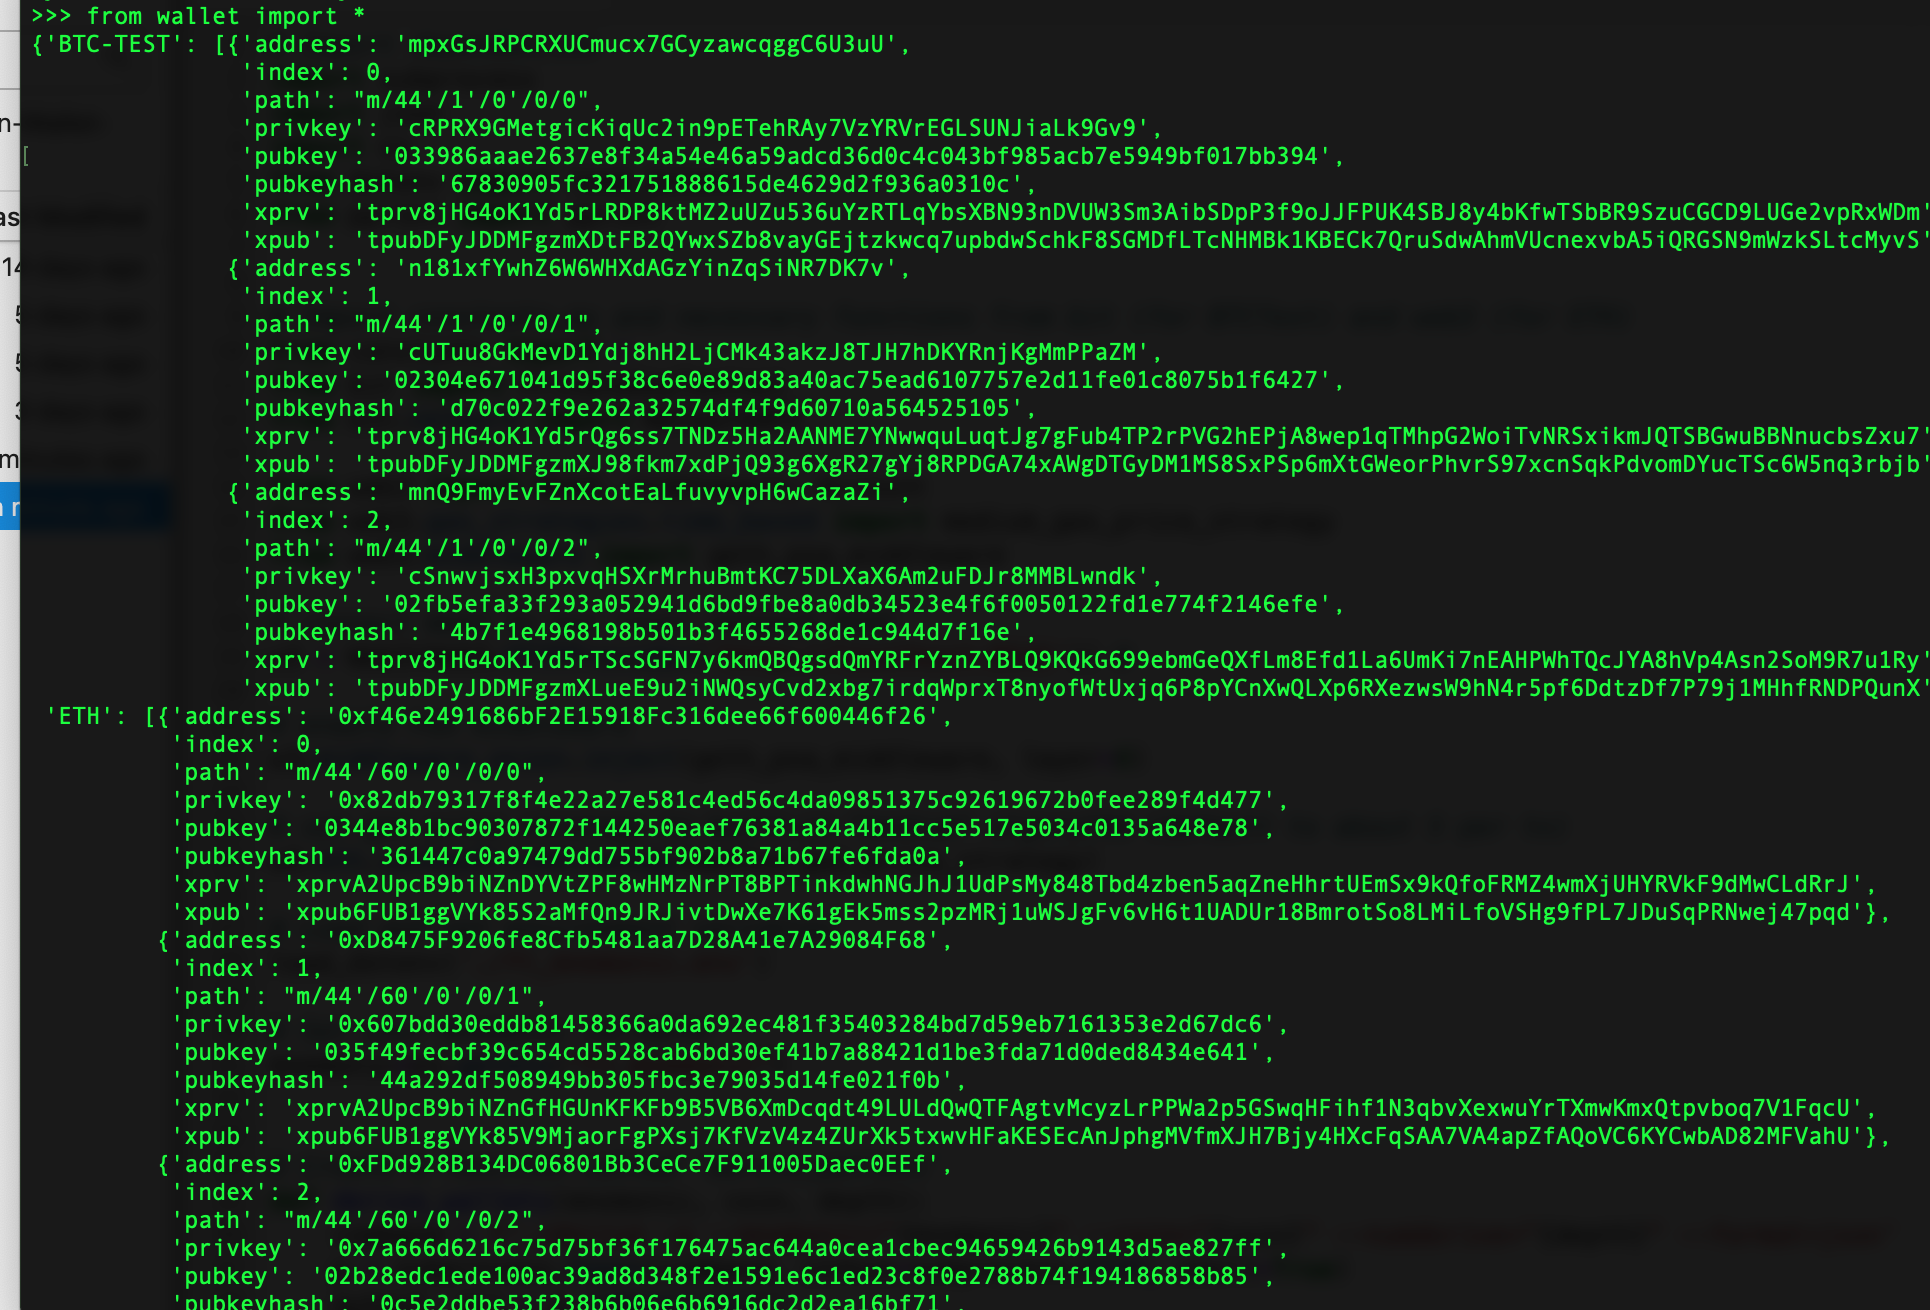 >>> from wallet import *
{'BTC-TEST': [{'address': 'mpxGsJRPCRXUCmucx7GCyzawcqggC6U3uU',
'index': 0,
'path': "m/44'/1'/0'/0/0",
'privkey': 'cRPRX9GMetgicKiqUc2in9pETehRAy7VzYRVrEGLSUNJiaLk9Gv9',
'pubkey': '033986aaae2637e8f34a54e46a59adcd36d0c4c043bf985acb7e5949bf017bb394',
'pubkeyhash': '67830905fc321751888615de4629d2f936a0310c',
'xprv': 'tprv8jHG4oK1Yd5rLRDP8ktMZ2uUZu536uYzRTLqYbsXBN93nDVUW3Sm3AibSDpP3f9oJJFPUK4SBJ8y4bKfwTSbBR9SzuCGCD9LUGe2vpRxWDm'
'xpub': 'tpubDFyJDDMFgzmXDtFB2QYwxSZb8vayGEjtzkwcq7upbdwSchkF8SGMDfLTcNHMBk1KBECk7QruSdwAhmVUcnexvbA5iQRGSN9mWzkSLtcMyvS'
{'address': 'n181xfYwhZ6W6WHXdAGzYinZqSiNR7DK7v',
'index': 1,
'path': "m/44'/1'/0'/0/1",
'privkey': 'cUTuu8GkMevD1Ydj8hH2LjCMk43akzJ8TJH7hDKYRnjKgMmPPaZM',
'pubkey': '02304e671041d95f38c6e0e89d83a40ac75ead6107757e2d11fe01c8075b1f6427',
'pubkeyhash': 'd70c022f9e262a32574df4f9d60710a564525105',
'xprv': 'tprv8jHG4oK1Yd5rQg6ss7TNDz5Ha2AANME7YNwwquLuqtJg7gFub4TP2rPVG2hEPjA8wep1qTMhpG2WoiTvNRSxikmJQTSBGwuBBNnucbsZxu7'
'xpub': 'tpubDFyJDDMFgzmXJ98fkm7xdPjQ93g6XgR27gYj8RPDGA74xAWgDTGyDM1MS8SxPSp6mXtGWeorPhvrS97xcnSqkPdvomDYucTSc6W5nq3rbjb'
{'address': 'mnQ9FmyEvFZnXcotEaLfuvyvpH6wCazaZi',
'index': 2,
'path': "m/44'/1'/0'/0/2",
'privkey': 'cSnwvjsxH3pxvqHSXrMrhuBmtKC75DLXaX6Am2uFDJr8MMBLwndk',
'pubkey': '02fb5efa33f293a052941d6bd9fbe8a0db34523e4f6f0050122fd1e774f2146efe',
'pubkeyhash': '4b7f1e4968198b501b3f4655268de1c944d7f16e',
'xprv': 'tprv8jHG4oK1Yd5rTScSGFN7y6kmQBQgsdQmYRFrYznZYBLQ9KQkG699ebmGeQXfLm8Efd1La6UmKi7nEAHPWhTQcJYA8hVp4Asn2SoM9R7u1Ry'
'xpub': 'tpubDFyJDDMFgzmXLueE9u2iNWQsyCvd2xbg7irdqWprxT8nyofWtUxjq6P8pYCnXwQLXp6RXezwsW9hN4r5pf6DdtzDf7P79j1MHhfRNDPQunX'
'ETH': [{'address': '0xf46e2491686bF2E15918Fc316dee66f600446f26',
'index': 0,
'path': "m/44'/60'/0'/0/0",
'privkey': '0x82db79317f8f4e22a27e581c4ed56c4da09851375c92619672b0fee289f4d477',
'pubkey': '0344e8b1bc90307872f144250eaef76381a84a4b11cc5e517e5034c0135a648e78',
'pubkeyhash': '361447c0a97479dd755bf902b8a71b67fe6fda0a',
'xprv': 'xprvA2UpcB9biNZnDYVtZPF8wHMzNrPT8BPTinkdwhNGJhJ1UdPsMy848Tbd4zben5aqZneHhrtUEmSx9kQfoFRMZ4wmXjUHYRVkF9dMwCLdRrJ',
'xpub': 'xpub6FUB1ggVYk85S2aMfQn9JRJivtDwXe7K61gEk5mss2pzMRj1uWSJgFv6vH6t1UADUr18BmrotSo8LMiLfoVSHg9fPL7JDuSqPRNwej47pqd'},
{'address': '0xD8475F9206fe8Cfb5481aa7D28A41e7A29084F68',
'index': 1,
'path': "m/44'/60'/0'/0/1",
'privkey': '0x607bdd30eddb81458366a0da692ec481f35403284bd7d59eb7161353e2d67dc6',
'pubkey': '035f49fecbf39c654cd5528cab6bd30ef41b7a88421d1be3fda71d0ded8434e641',
'pubkeyhash': '44a292df508949bb305fbc3e79035d14fe021f0b',
'xprv': 'xprvA2UpcB9biNZnGfHGUnKFKFb9B5VB6XmDcqdt49LULdQwQTFAgtvMcyzLrPPWa2p5GSwqHFihf1N3qbvXexwuYrTXmwKmxQtpvboq7V1FqcU',
'xpub': 'xpub6FUB1ggVYk85V9MjaorFgPXsj7KfVzV4z4ZUrXk5txwvHFaKESEcAnJphgMVfmXJH7Bjy4HXcFqSAA7VA4apZfAQoVC6KYCwbAD82MFVahU'},
{'address': '0xFDd928B134DC06801Bb3CeCe7F911005Daec0EEf',
'index': 2,
'path': "m/44'/60'/0'/0/2",
'privkey': '0x7a666d6216c75d75bf36f176475ac644a0cea1cbec94659426b9143d5ae827ff',
'pubkey': '02b28edc1ede100ac39ad8d348f2e1591e6c1ed23c8f0e2788b74f194186858b85',
'pubkeyhash': '0c5e2ddbe53f238b6b06e6b6916dc2d2ea16bf71',